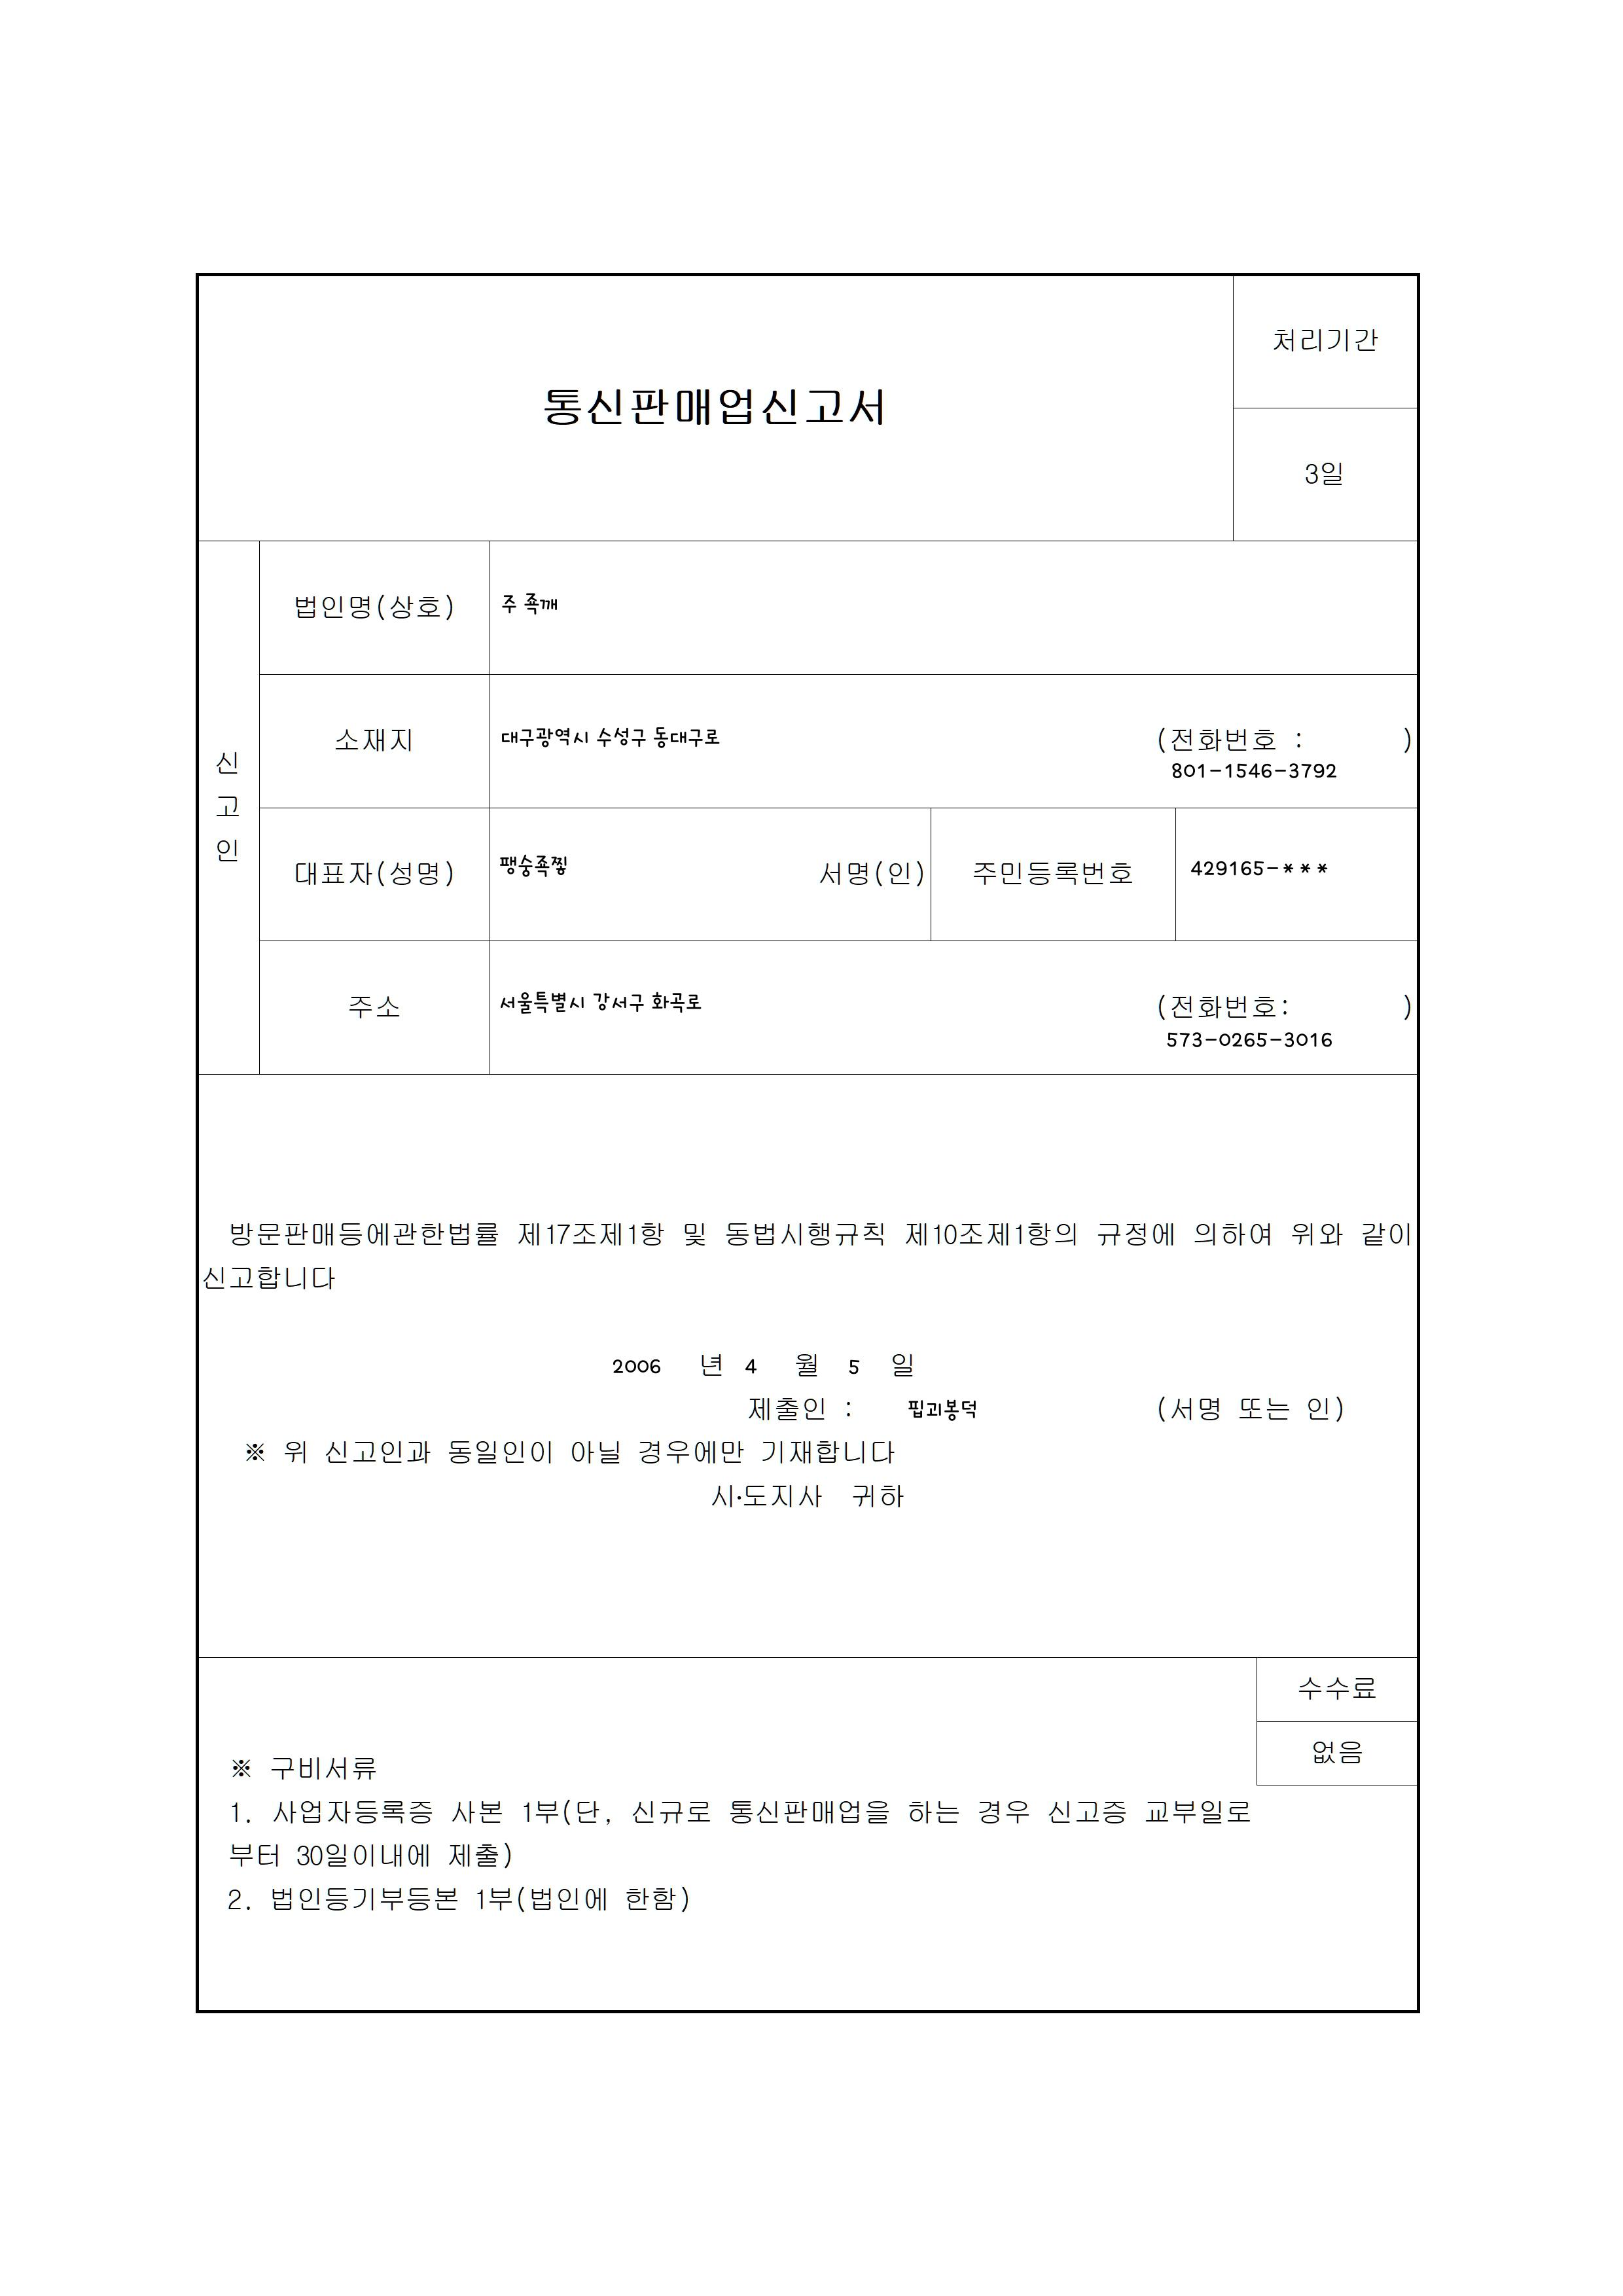 통신판매업신고서
처리기간
3일
신고인
법인명(상호)
주 죡깨
소재지
대구광역시 수성구 동대구로
(전화번호 : )
801-1546-3792
대표자(성명)
서명(인)
주민등록번호
429165-***
주소
서울특별시 강서구 화곡로
(전화번호: )
573-0265-3016
방문판매등에관한법률 제17조제1항 및 동법시행규칙 제10조제1항의 규정에 의하여 위와 같이
신고합니다
2006 년 4 월 5 일
제출인 : 핍괴봉덕 (서명 또는 인)
※ 위 신고인과 동일인이 아닐 경우에만 기재합니다
시·도지사 귀하
수수료
없음
※ 구비서류
1. 사업자등록증 사본 1부(단, 신규로 통신판매업을 하는 경우 신고증 교부일로
부터 30일이내에 제출)
2. 법인등기부등본 1부(법인에 한함)